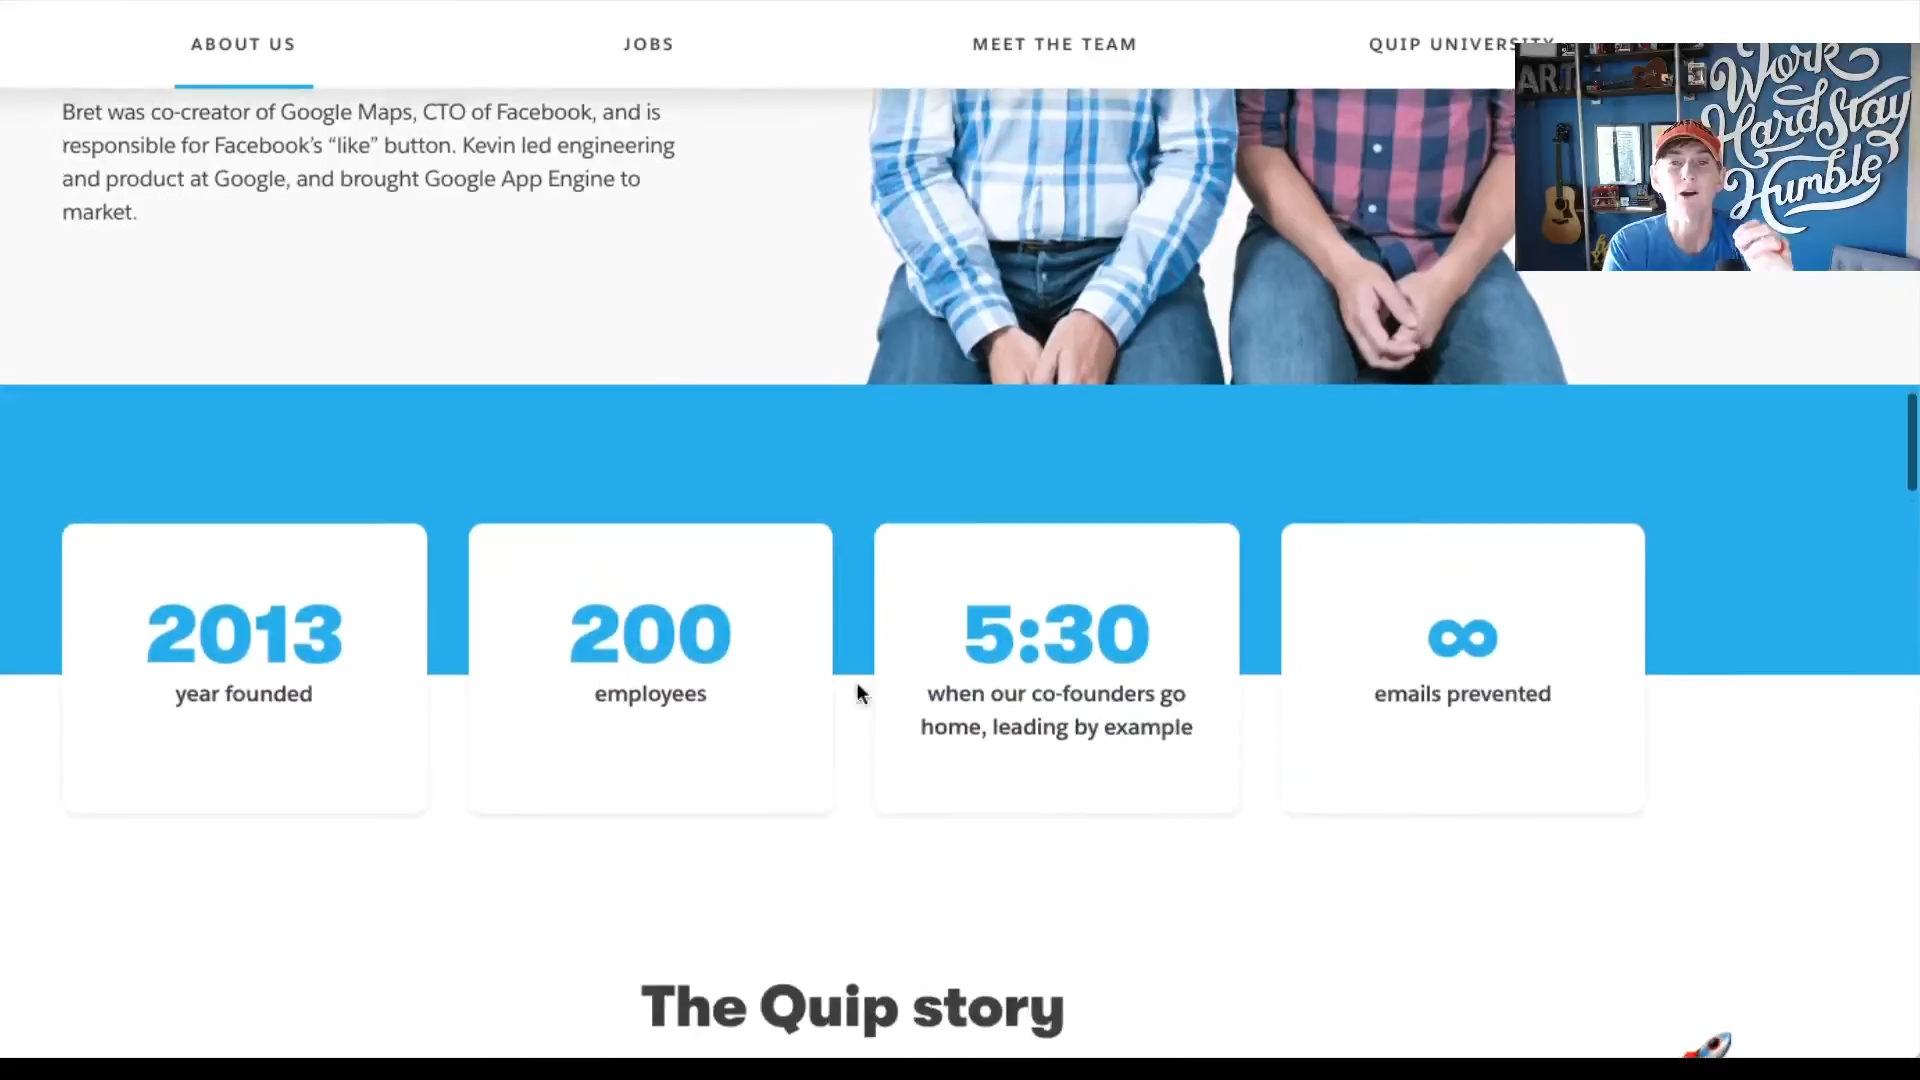 ABOUT US
JOBS
MEET THE TEAM
QUIP UNIVERSITY
Bret was co-creator of Google Maps, CTO of Facebook, and is
responsible for Facebook’s “like” button. Kevin led engineering
and product at Google, and brought Google App Engine to
market.
ART
Work
Hard Stay
Humble
2013
year founded
200
employees
5:30
when our co-founders go
home, leading by example
∞
emails prevented
The Quip story